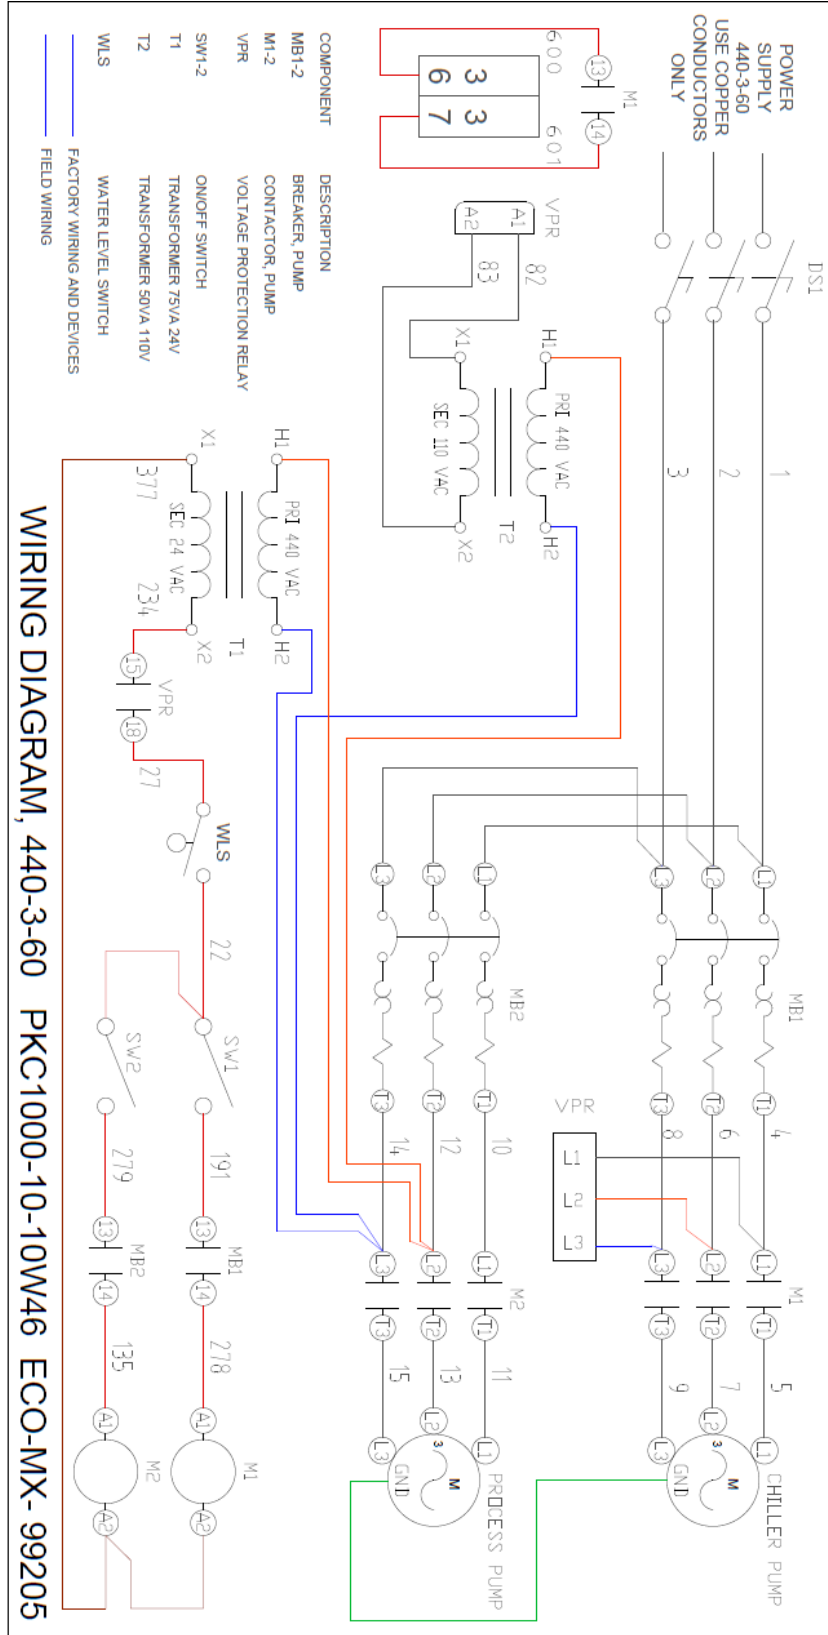 POWER
SUPPLY
440-3-60
USE COPPER
CONDUCTORS
ONLY
DS1
1
2
3
L1
L2
L3
MB1
T1
T2
T3
4
6
8
L1
L2
L3
M1
T1
T2
T3
5
7
9
L1
L2
L3
M
3
GND
CHILLER PUMP
VPR
L1
L2
L3
L1
L2
L3
MB2
T1
T2
T3
10
12
14
L1
L2
L3
M2
T1
T2
T3
11
13
15
L1
L2
L3
M
3
GND
PROCESS PUMP
M1
13
14
600
601
3
6
3
7
VPR
A1
A2
82
83
H1
H2
PRI 440 VAC
T2
SEC 110 VAC
X1
X2
H1
H2
PRI 440 VAC
T1
SEC 24 VAC
X1
X2
377
234
VPR
15
18
27
WLS
22
SW1
191
MB1
13
14
278
A1
M1
A2
SW2
279
MB2
13
14
135
A1
M2
A2
COMPONENT DESCRIPTION
MB1-2 BREAKER, PUMP
M1-2 CONTACTOR, PUMP
VPR VOLTAGE PROTECTION RELAY
SW1-2 ON/OFF SWITCH
T1 TRANSFORMER 75VA 24V
T2 TRANSFORMER 50VA 110V
WLS WATER LEVEL SWITCH
FACTORY WIRING AND DEVICES
FIELD WIRING
WIRING DIAGRAM, 440-3-60 PKC1000-10-10W46 ECO-MX- 99205